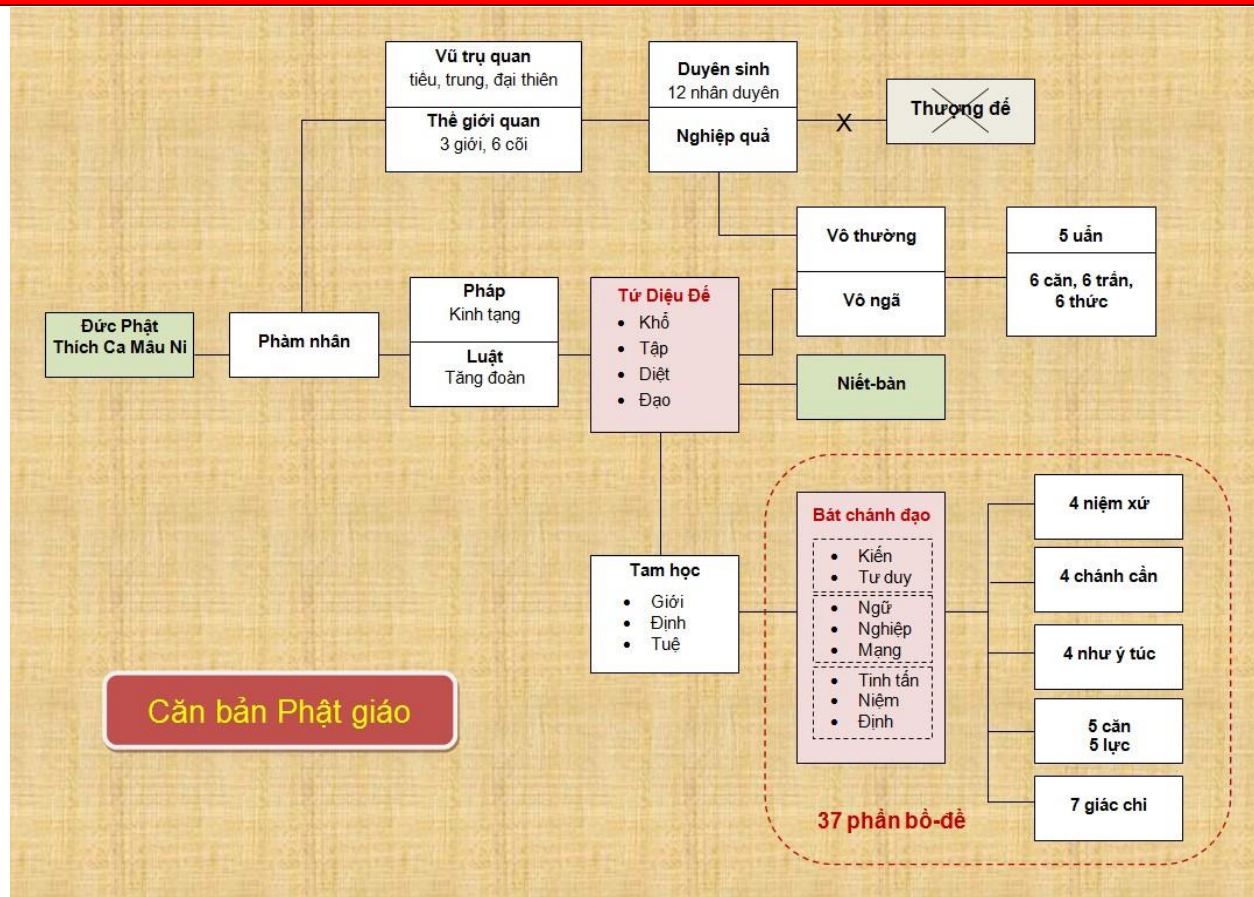 Vũ trụ quan
tiểu, trung, đại thiên
Thế giới quan
3 giới, 6 cõi
Duyên sinh
12 nhân duyên
Nghiệp quả
X
Thượng đế
Vô thường
Vô ngã
5 uẩn
6 căn, 6 trần,
6 thức
Đức Phật
Thích Ca Mâu Ni
Phàm nhân
Pháp
Kinh tạng
Luật
Tăng đoàn
Tứ Diệu Đế
• Khổ
• Tập
• Diệt
• Đạo
Niết-bàn
Tam học
• Giới
• Định
• Tuệ
Bát chánh đạo
• Kiến
• Tư duy
• Ngữ
• Nghiệp
• Mạng
• Tinh tấn
• Niệm
• Định
4 niệm xứ
4 chánh cần
4 như ý túc
5 căn
5 lực
7 giác chi
37 phần bồ-đề
Căn bản Phật giáo